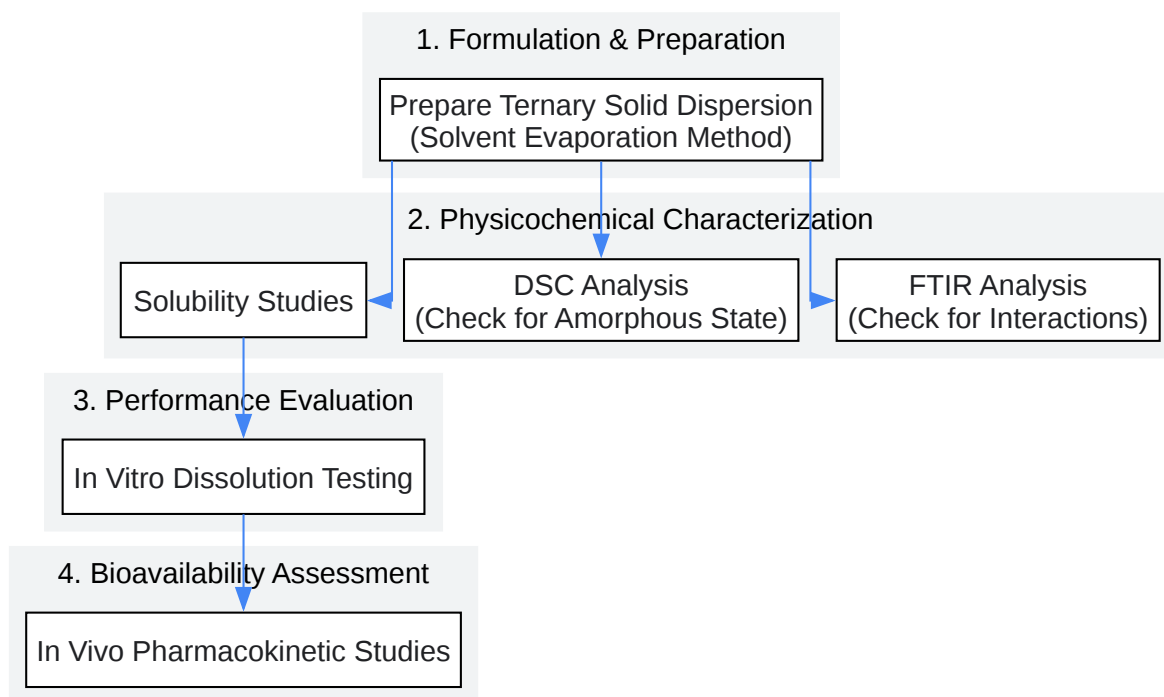 1. Formulation & Preparation
Prepare Ternary Solid Dispersion
(Solvent Evaporation Method)
2. Physicochemical Characterization
Solubility Studies
DSC Analysis
(Check for Amorphous State)
FTIR Analysis
(Check for Interactions)
3. Performance Evaluation
In Vitro Dissolution Testing
4. Bioavailability Assessment
In Vivo Pharmacokinetic Studies